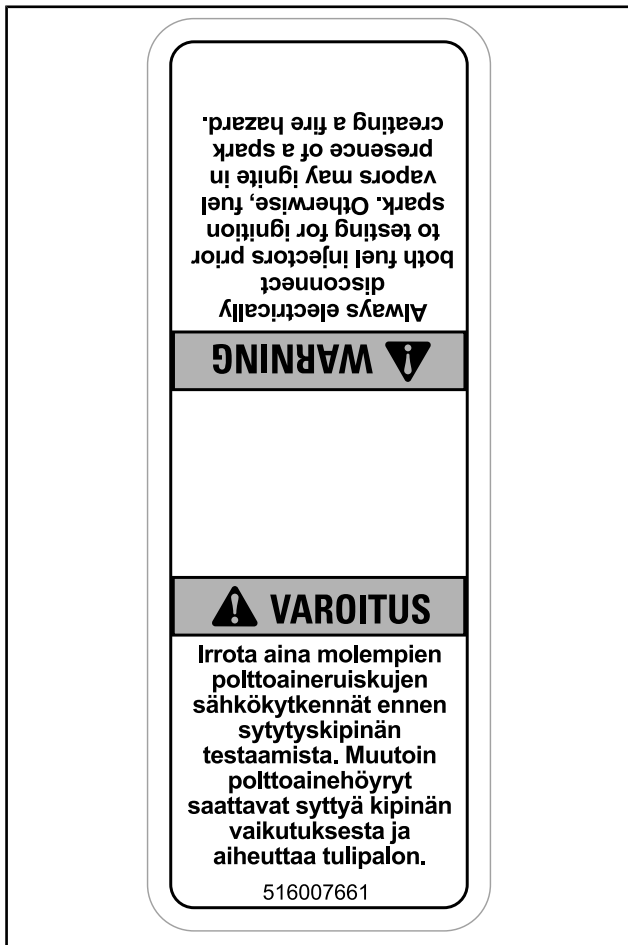 WARNING
Always electrically
disconnect
both fuel injectors prior
to testing for ignition
spark. Otherwise, fuel
vapors may ignite in
presence of a spark
creating a fire hazard.
VAROITUS
Irrota aina molempien
polttoaineruiskujen
sähkökytkennät ennen
sytytyskipinän
testaamista. Muutoin
polttoainehöyryt
saattavat syttyä kipinän
vaikutuksesta ja
aiheuttaa tulipalon.
516007661